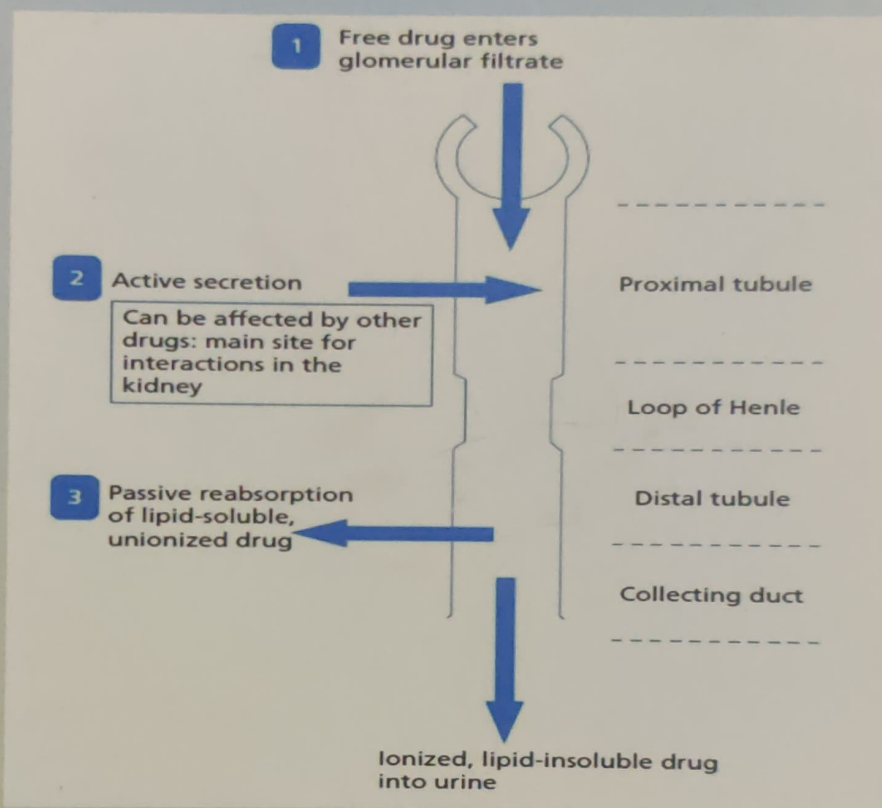 1
Free drug enters
glomerular filtrate
2
Active secretion
Can be affected by other
drugs: main site for
interactions in the
kidney
Proximal tubule
Loop of Henle
3
Passive reabsorption
of lipid-soluble,
unionized drug
Distal tubule
Collecting duct
Ionized, lipid-insoluble drug
into urine